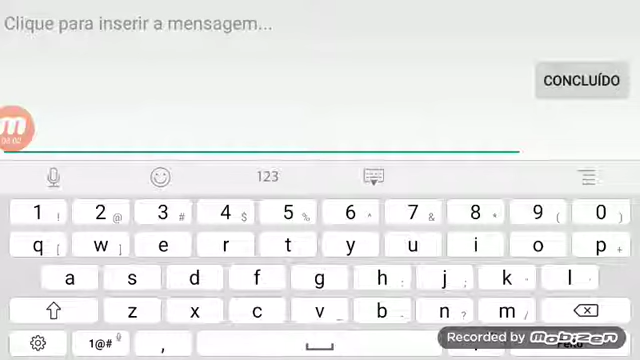 Clique para inserir a mensagem...
CONCLUÍDO
123
1 ! 2 @ 3 # 4 $ 5 % 6 ^ 7 & 8 * 9 ( 0 )
q [ w ] e r t y u i o p +
a s d f g h : j ; k l
z x c v _ b - n ? m /
1@# ,
Recorded by mobizen